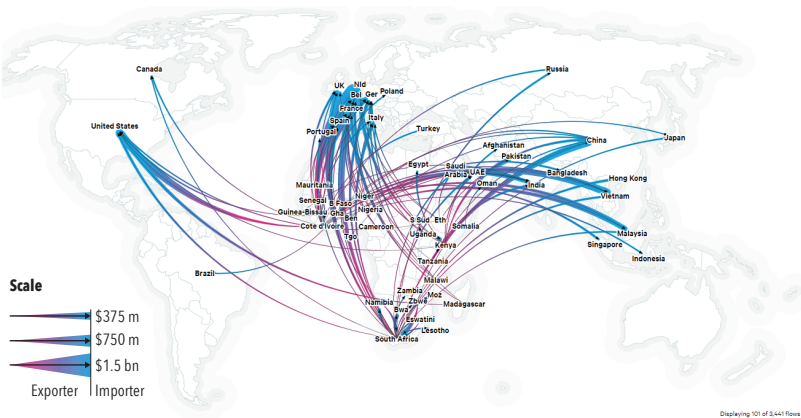 Canada
Russia
UK Nld
Bel Ger Poland
France
United States
Spain Italy
Portugal
Turkey
China
Japan
Afghanistan
Pakistan
Egypt
Saudi
Arabia
UAE
Oman
India
Bangladesh
Hong Kong
Vietnam
Mauritania
Senegal
Niger
B Faso
Nigeria
Guinea-Bissau
Gha
Ben
Cote d'Ivoire
Tgo
Cameroon
S Sud Eth
Somalia
Uganda
Kenya
Malaysia
Singapore
Indonesia
Tanzania
Brazil
Malawi
Zambia
Moz
Namibia
Zbwe
Bwa
Madagascar
Eswatini
Lesotho
South Africa
Scale
$375 m
$750 m
$1.5 bn
Exporter Importer
Displaying 101 of 3,441 flows